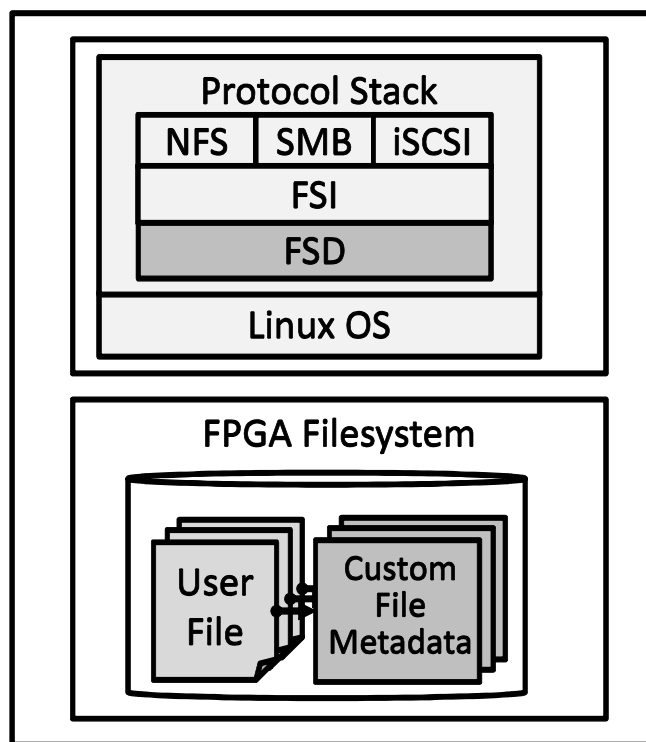 Protocol Stack
NFS SMB iSCSI
FSI
FSD
Linux OS
FPGA Filesystem
User
File
Custom
File
Metadata